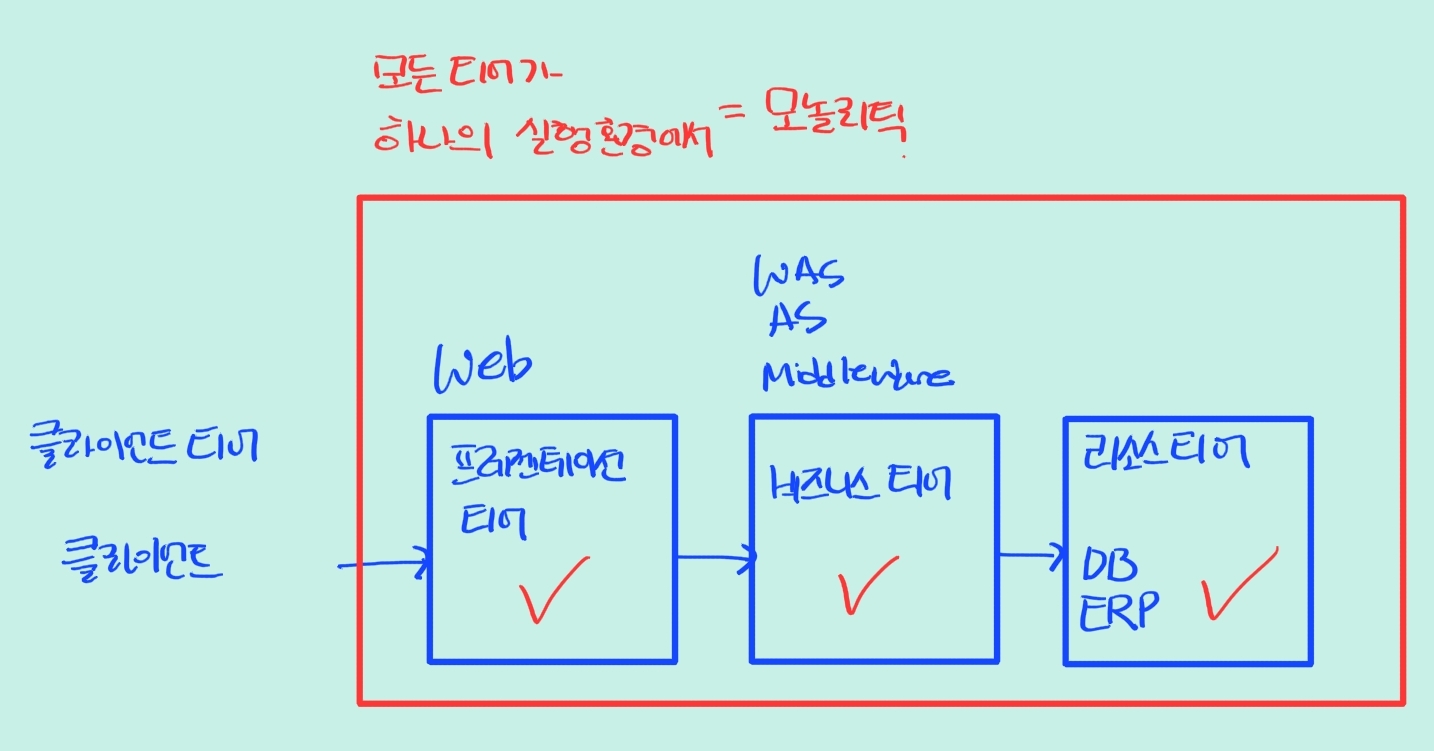 모든 티어가
하나의 실행환경에서 = 모놀리틱.
WAS
AS
Middleware
Web
클라이언트 티어
프리젠테이션
티어
비즈니스 티어
리소스 티어
클라이언트
DB
ERP